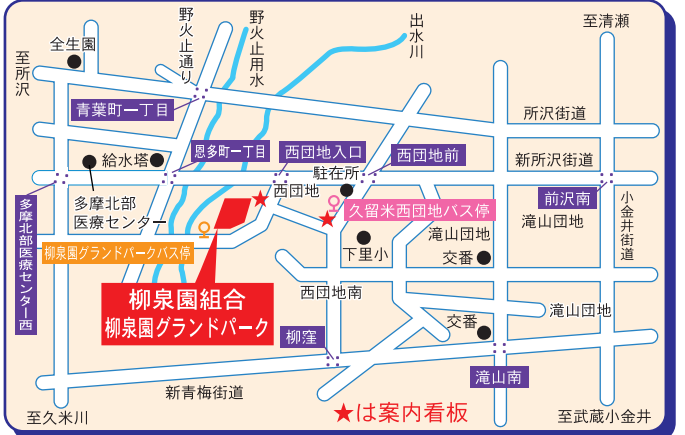 野火止通り
野火止用水
出水川
至清瀬
全生園
至所沢
青葉町一丁目
所沢街道
給水塔
恩多町一丁目
西団地入口
西団地前
駐在所
新所沢街道
西団地
前沢南
多摩北部
医療センター
多摩北部医療センター西
久留米西団地バス停
滝山団地
滝山団地
小金井街道
柳泉園グランドパークバス停
下里小
交番
柳泉園組合
柳泉園グランドパーク
西団地南
滝山団地
交番
柳窪
滝山南
新青梅街道
至久米川
★は案内看板
至武蔵小金井